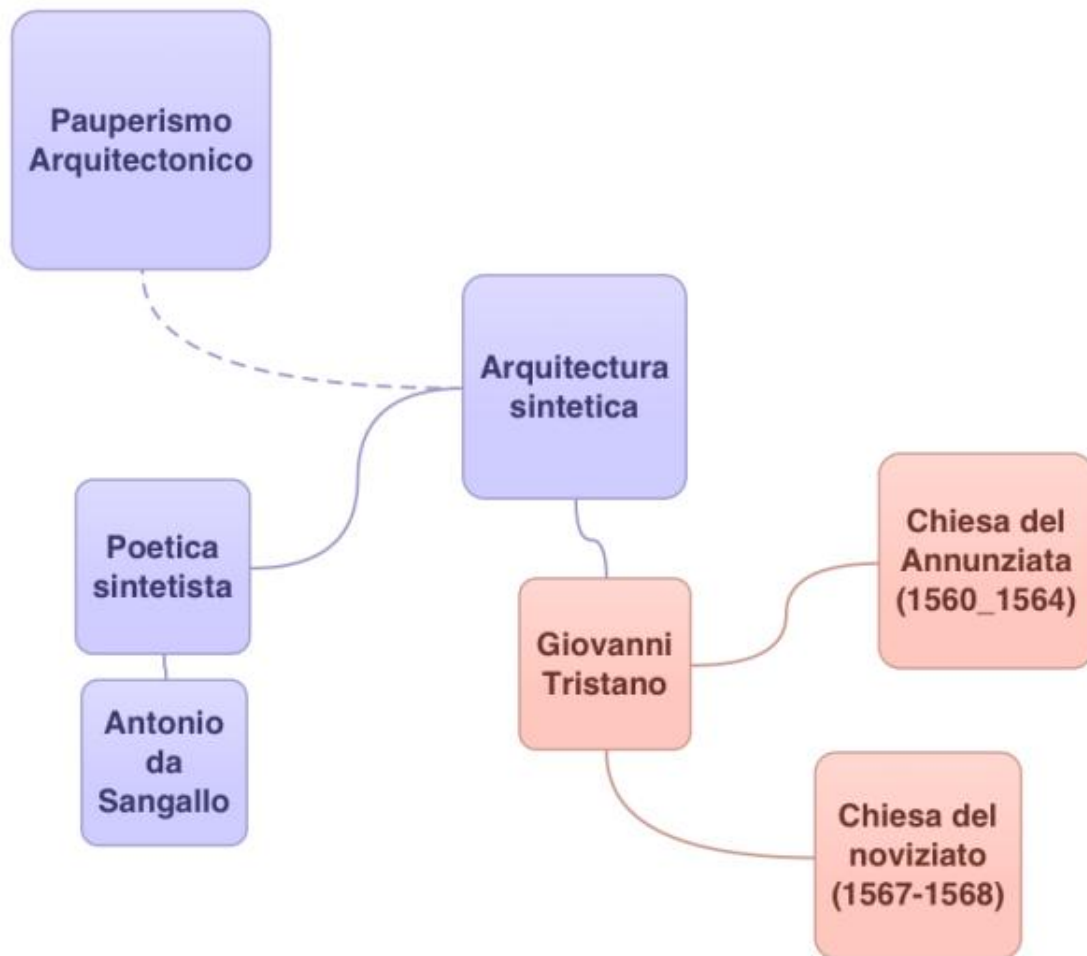 Pauperismo
Arquitectonico
Arquitectura
sintetica
Poetica
sintetista
Antonio
da
Sangallo
Giovanni
Tristano
Chiesa del
Annunziata
(1560_1564)
Chiesa del
noviziato
(1567-1568)